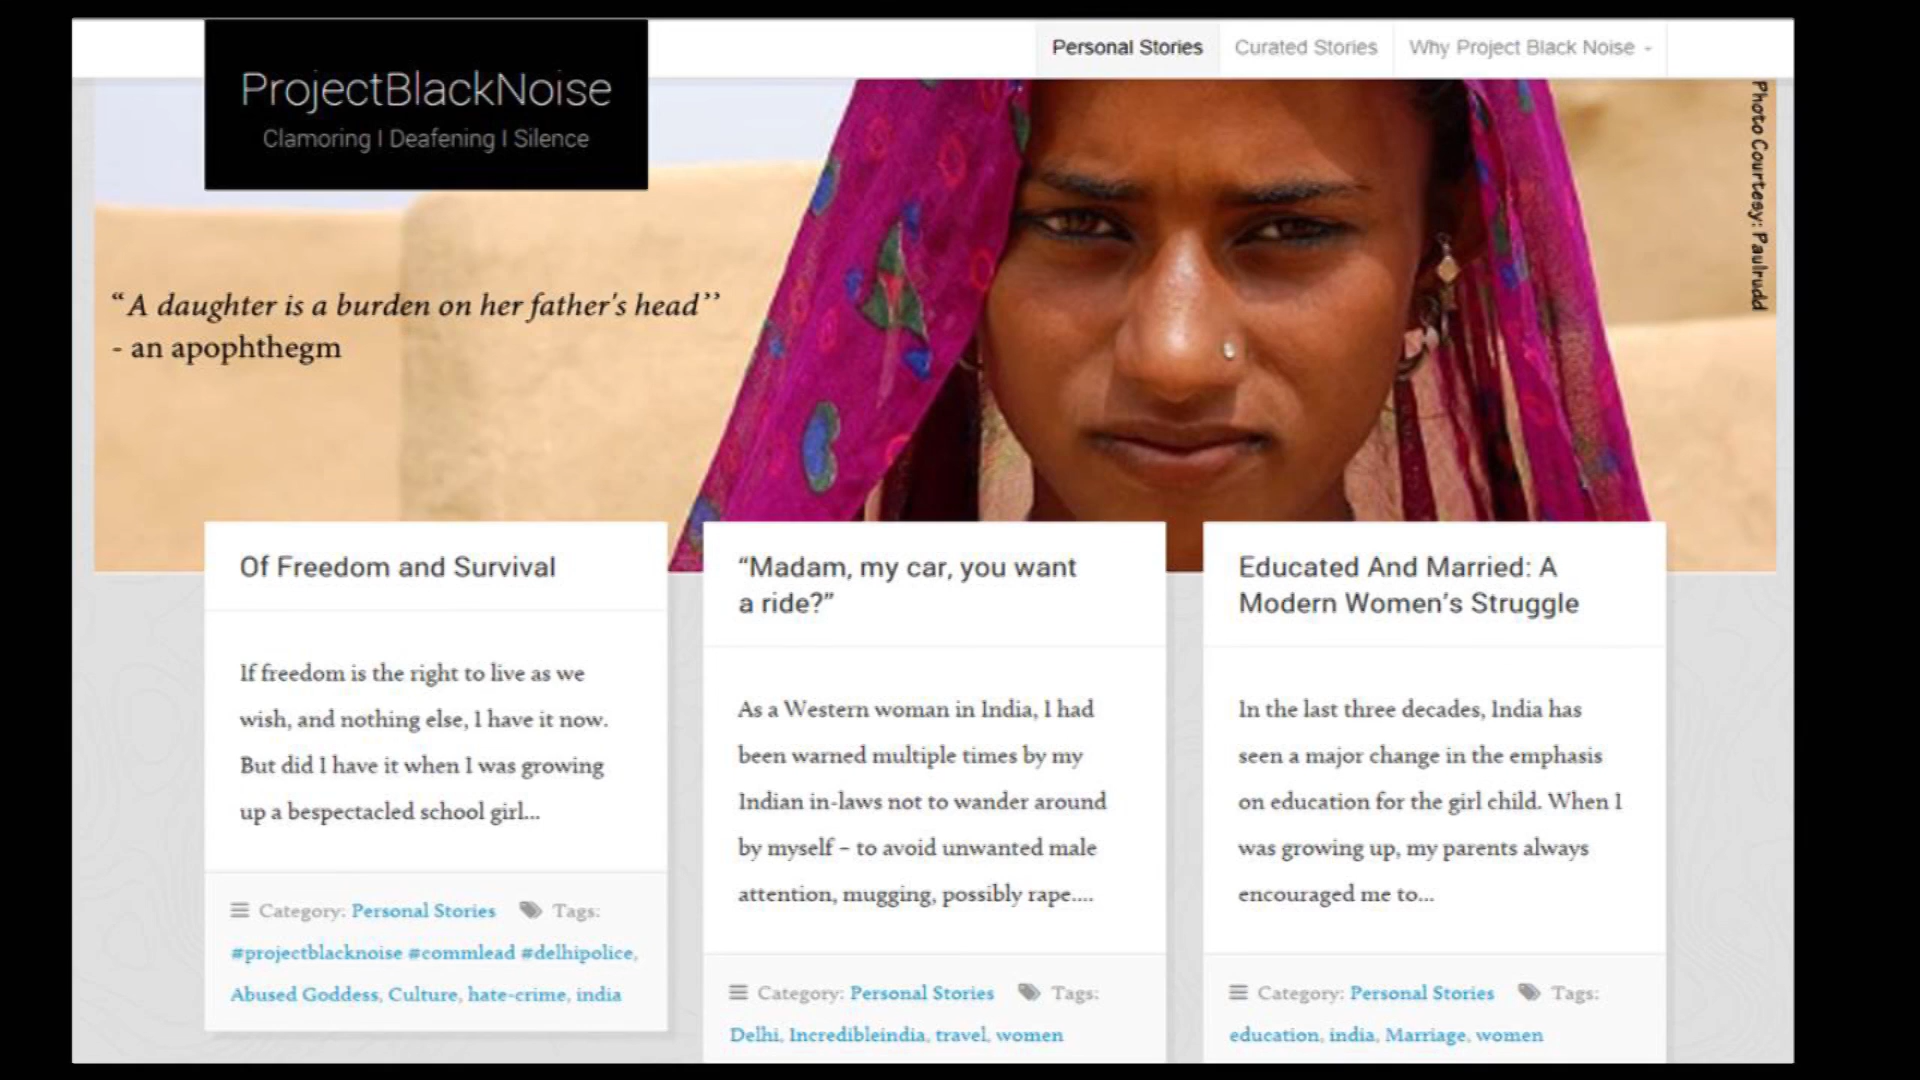 ProjectBlackNoise
Clamoring | Deafening | Silence
Personal Stories
Curated Stories
Why Project Black Noise
Photo Courtesy: Paulrudd
“A daughter is a burden on her father's head’’
- an apophthegm
Of Freedom and Survival
If freedom is the right to live as we
wish, and nothing else, I have it now.
But did I have it when I was growing
up a bespectacled school girl...
Category: Personal Stories Tags:
#projectblacknoise #commlead #delhipolice,
Abused Goddess, Culture, hate-crime, india
“Madam, my car, you want
a ride?”
As a Western woman in India, I had
been warned multiple times by my
Indian in-laws not to wander around
by myself – to avoid unwanted male
attention, mugging, possibly rape....
Category: Personal Stories Tags:
Delhi, Incredibleindia, travel, women
Educated And Married: A
Modern Women’s Struggle
In the last three decades, India has
seen a major change in the emphasis
on education for the girl child. When I
was growing up, my parents always
encouraged me to...
Category: Personal Stories Tags:
education, india, Marriage, women